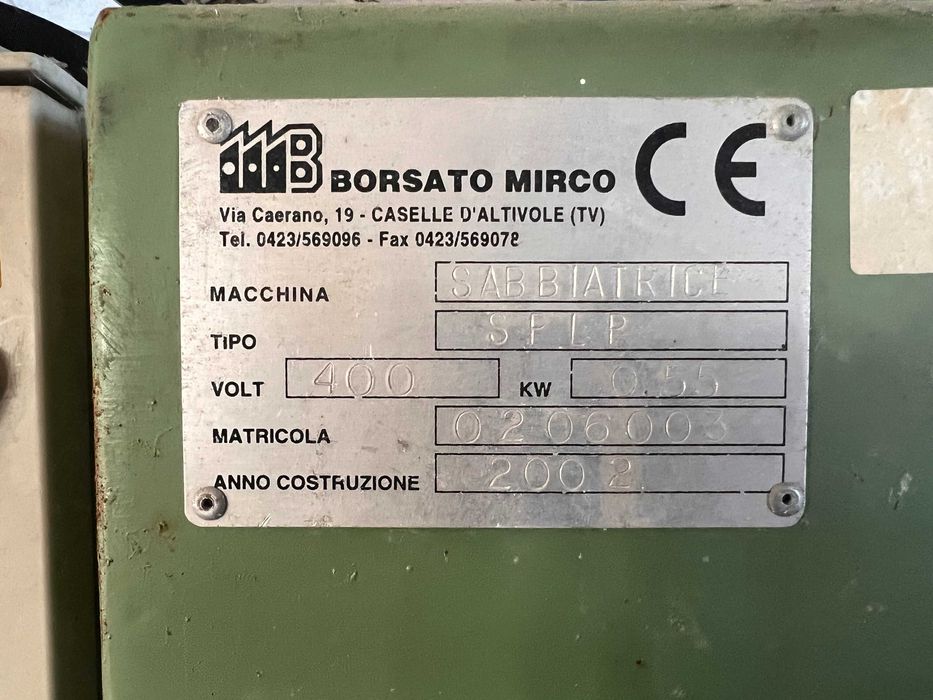 MB BORSATO MIRCO CE
Via Caerano, 19 - CASELLE D'ALTIVOLE (TV)
Tel. 0423/569096 - Fax 0423/569078
MACCHINA SABBIATRICE
TIPO SFLP
VOLT 400 KW 0.55
MATRICOLA 0206003
ANNO COSTRUZIONE 2002